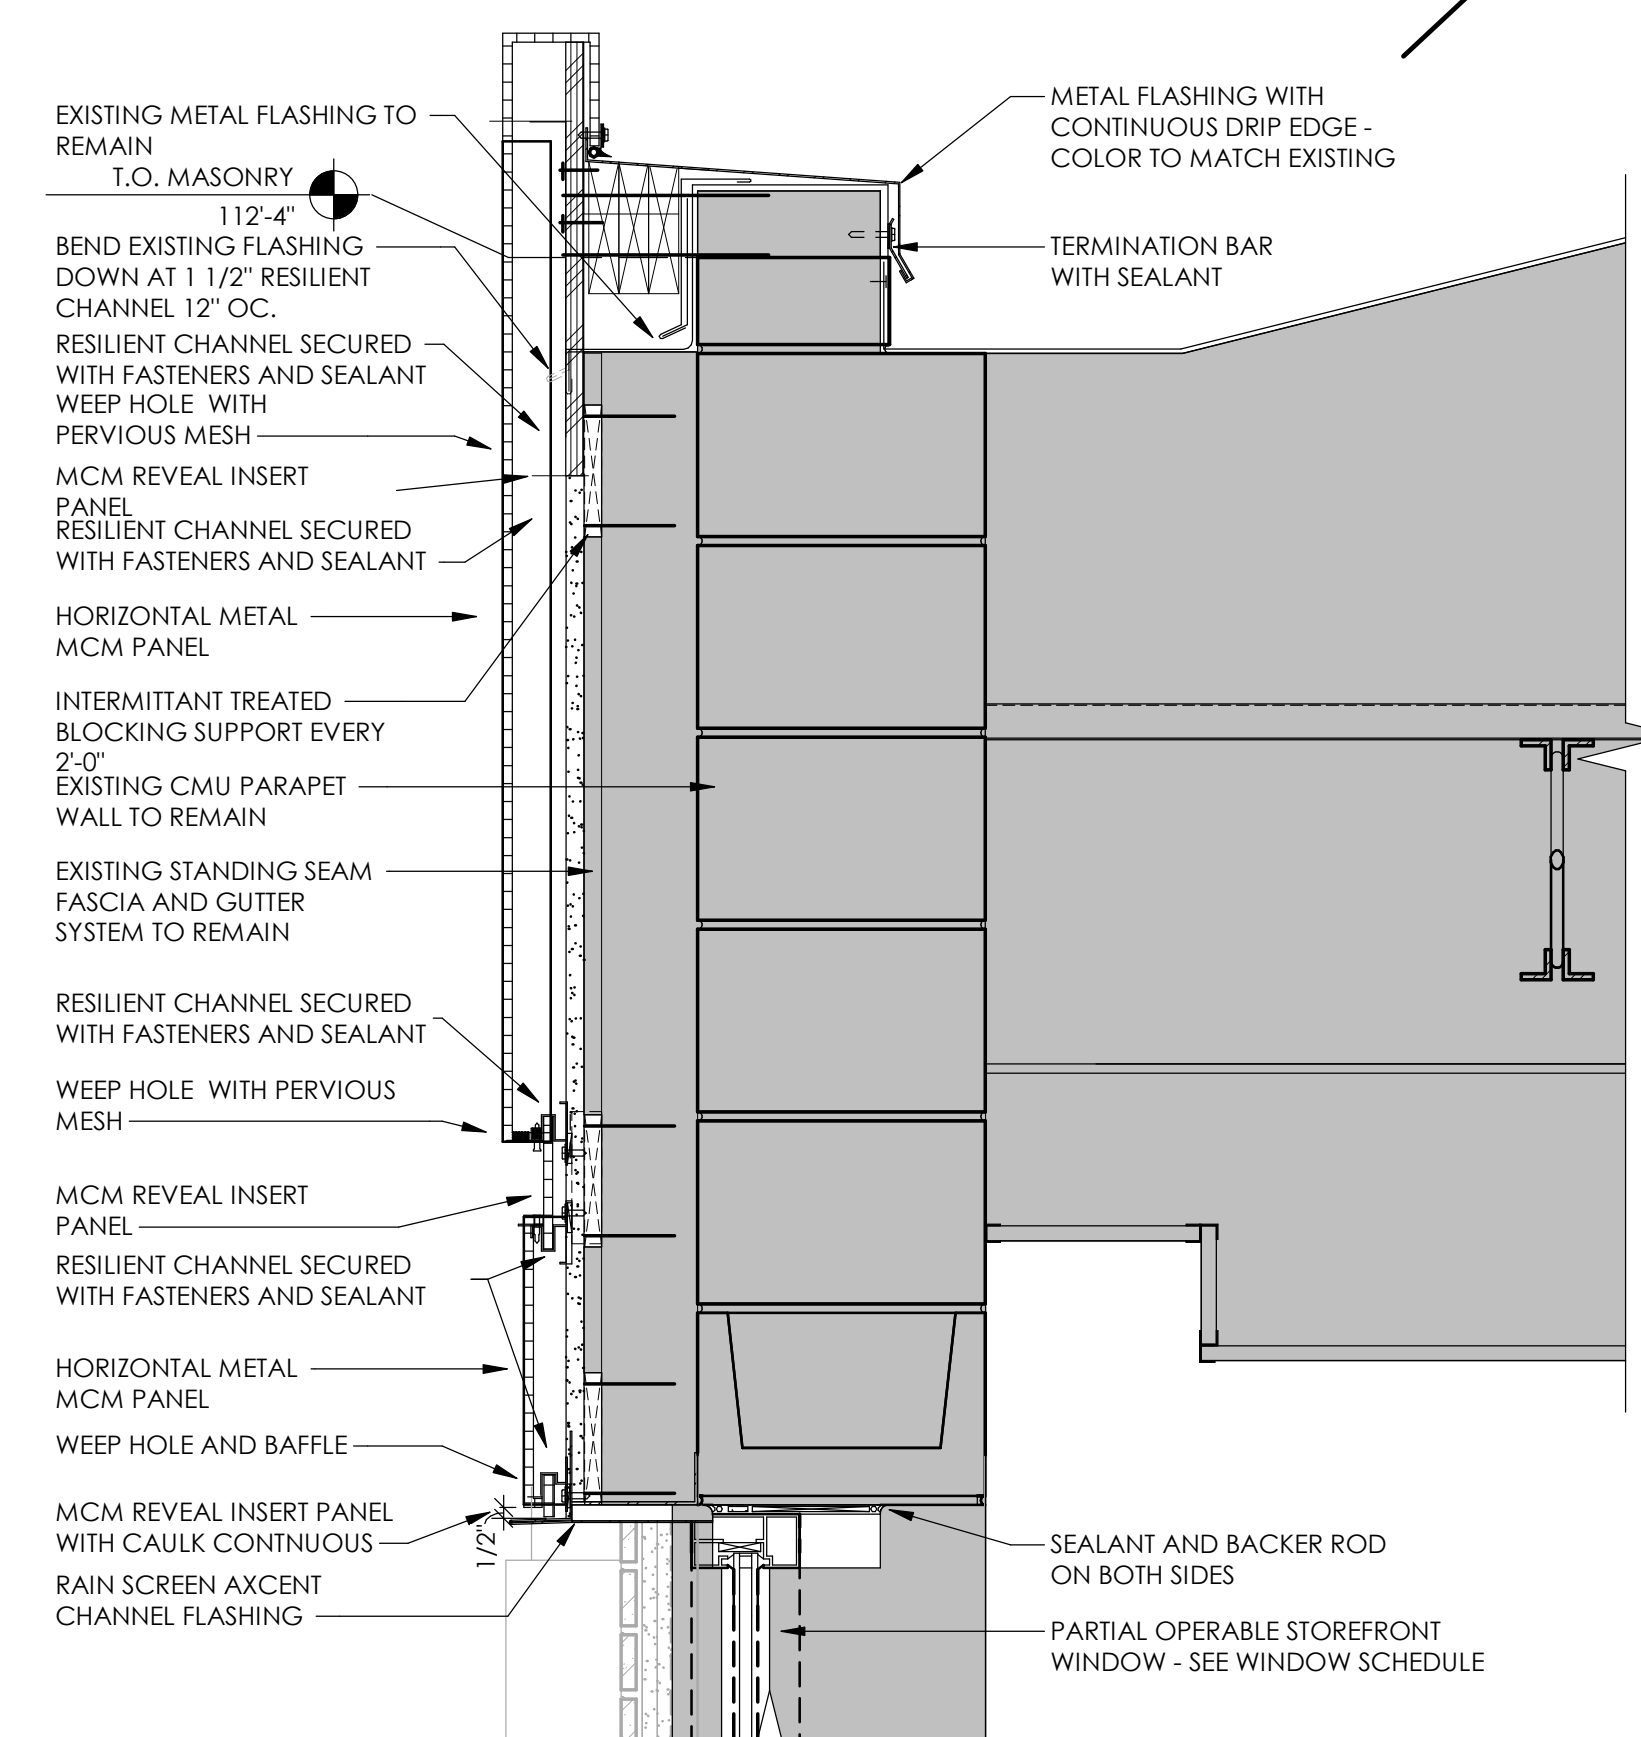 EXISTING METAL FLASHING TO
REMAIN
T.O. MASONRY
112'-4"
BEND EXISTING FLASHING
DOWN AT 1 1/2" RESILIENT
CHANNEL 12" OC.
RESILIENT CHANNEL SECURED
WITH FASTENERS AND SEALANT
WEEP HOLE WITH
PERVIOUS MESH
MCM REVEAL INSERT
PANEL
RESILIENT CHANNEL SECURED
WITH FASTENERS AND SEALANT
HORIZONTAL METAL
MCM PANEL
INTERMITTANT TREATED
BLOCKING SUPPORT EVERY
2'-0"
EXISTING CMU PARAPET
WALL TO REMAIN
EXISTING STANDING SEAM
FASCIA AND GUTTER
SYSTEM TO REMAIN
RESILIENT CHANNEL SECURED
WITH FASTENERS AND SEALANT
WEEP HOLE WITH PERVIOUS
MESH
MCM REVEAL INSERT
PANEL
RESILIENT CHANNEL SECURED
WITH FASTENERS AND SEALANT
HORIZONTAL METAL
MCM PANEL
WEEP HOLE AND BAFFLE
MCM REVEAL INSERT PANEL
WITH CAULK CONTNUOUS
1/2"
RAIN SCREEN AXCENT
CHANNEL FLASHING
METAL FLASHING WITH
CONTINUOUS DRIP EDGE -
COLOR TO MATCH EXISTING
TERMINATION BAR
WITH SEALANT
SEALANT AND BACKER ROD
ON BOTH SIDES
PARTIAL OPERABLE STOREFRONT
WINDOW - SEE WINDOW SCHEDULE